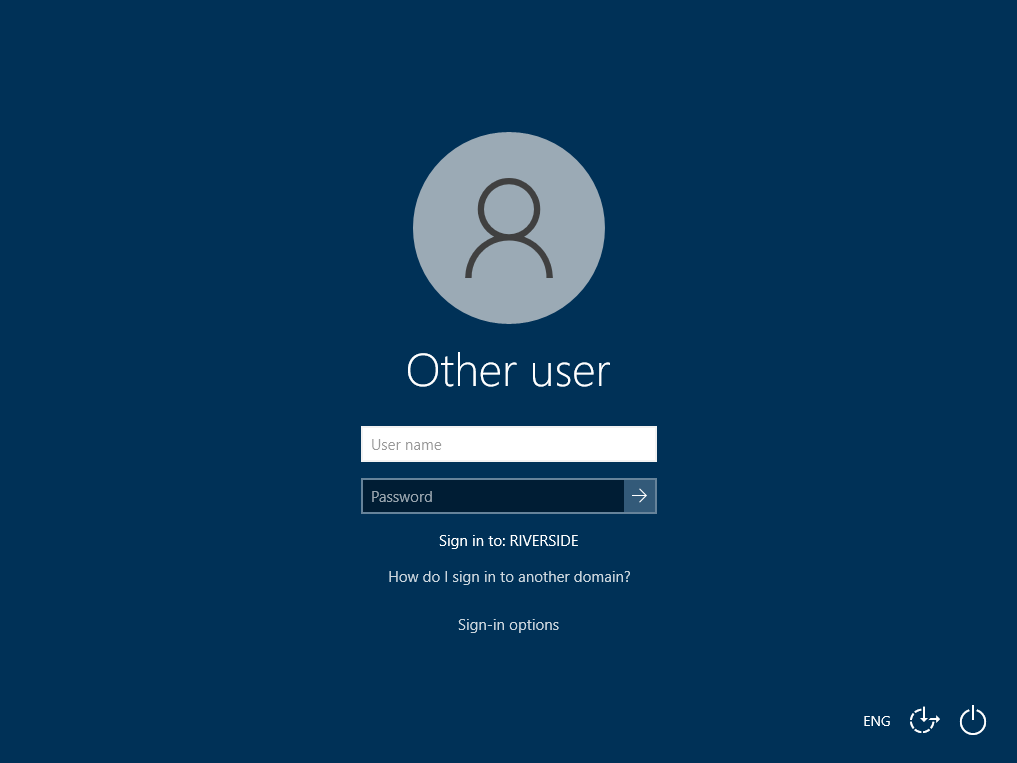 Other user
User name
Password
Sign in to: RIVERSIDE
How do I sign in to another domain?
Sign-in options
ENG